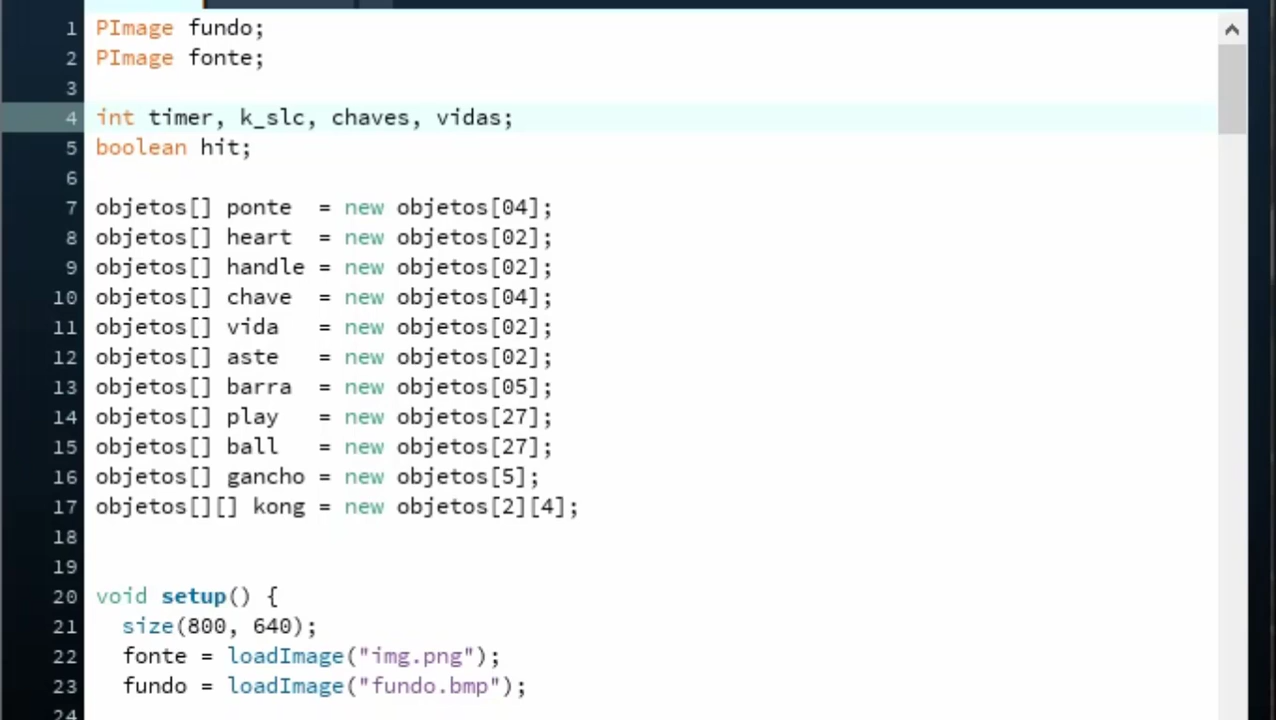 1 PImage fundo;
2 PImage fonte;
3
4 int timer, k_slc, chaves, vidas;
5 boolean hit;
6
7 objetos[] ponte  = new objetos[04];
8 objetos[] heart  = new objetos[02];
9 objetos[] handle = new objetos[02];
10 objetos[] chave  = new objetos[04];
11 objetos[] vida   = new objetos[02];
12 objetos[] aste   = new objetos[02];
13 objetos[] barra  = new objetos[05];
14 objetos[] play   = new objetos[27];
15 objetos[] ball   = new objetos[27];
16 objetos[] gancho = new objetos[5];
17 objetos[][] kong = new objetos[2][4];
18
19
20 void setup() {
21   size(800, 640);
22   fonte = loadImage("img.png");
23   fundo = loadImage("fundo.bmp");
24